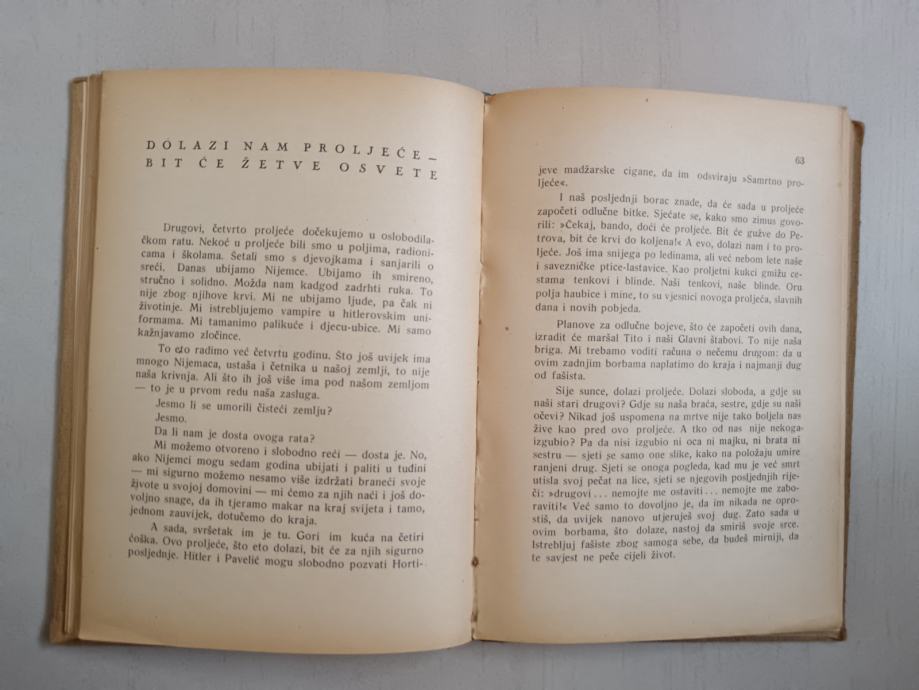 DOLAZI NAM PROLJEĆE —
BIT ĆE ŽETVE OSVETE
Drugovi, četvrto proljeće dočekujemo u oslobodila-
čkom ratu. Nekoć u proljeće bili smo u poljima, radioni-
cama i školama. Šetali smo s djevojkama i sanjarili o
sreći. Danas ubijamo Nijemce. Ubijamo ih smireno,
stručno i solidno. Možda nam kadgod zadrhti ruka. To
nije zbog njihove krvi. Mi ne ubijamo ljude, pa čak ni
životinje. Mi istrebljujemo vampire u hitlerovskim uni-
formama. Mi tamanimo palikuće i djecu-ubice. Mi samo
kažnjavamo zločince.
To eto radimo već četvrtu godinu. Što još uvijek ima
mnogo Nijemaca, ustaša i četnika u našoj zemlji, to nije
naša krivnja. Ali što ih još više ima pod našom zemljom
— to je u prvom redu naša zasluga.
Jesmo li se umorili čisteći zemlju?
Jesmo.
Da li nam je dosta ovoga rata?
Mi možemo otvoreno i slobodno reći — dosta je. No,
ako Nijemci mogu sedam godina ubijati i paliti u tuđini
— mi sigurno možemo nesamo više izdržati braneći svoje
živote u svojoj domovini — mi ćemo za njih naći i još do-
voljno snage, da ih tjeramo makar na kraj svijeta i tamo,
jednom zauvijek, dotučemo do kraja.
A sada, svršetak im je tu. Gori im kuća na četiri
ćoška. Ovo proljeće, što eto dolazi, bit će za njih sigurno
posljednje. Hitler i Pavelić mogu slobodno pozvati Horti-
63
jeve madžarske cigane, da im odsviraju »Samrtno pro-
ljeće«.
I naš posljednji borac znade, da će sada u proljeće
započeti odlučne bitke. Sjećate se, kako smo zimus govo-
rili: »Čekaj, bando, doći će proljeće. Bit će gužve do Pe-
trova, bit će krvi do koljena!« A evo, dolazi nam i to pro-
ljeće. Još ima snijega po ledinama, ali već nebom lete naše
i savezničke ptice-lastavice. Kao proljetni kukci gmižu ce-
stama tenkovi i blinde. Naši tenkovi, naše blinde. Oru
polja haubice i mine, to su vjesnici novoga proljeća, slavnih
dana i novih pobjeda.
Planove za odlučne bojeve, što će započeti ovih dana,
izradit će maršal Tito i naši Glavni štabovi. To nije naša
briga. Mi trebamo voditi računa o nečemu drugom: da u
ovim zadnjim borbama naplatimo do kraja i najmanji dug
od fašista.
Sije sunce, dolazi proljeće. Dolazi sloboda, a gdje su
naši stari drugovi? Gdje su naša braća, sestre, gdje su naši
očevi? Nikad još uspomena na mrtve nije tako boljela nas
žive kao pred ovo proljeće. A tko od nas nije nekoga-
izgubio? Pa da nisi izgubio ni oca ni majku, ni brata ni
sestru — sjeti se samo one slike, kako na položaju umire
ranjeni drug. Sjeti se onoga pogleda, kad mu je već smrt
utisla svoj pečat na lice, sjeti se njegovih posljednjih rije-
či: »drugovi... nemojte me ostaviti... nemojte me zabo-
raviti!« Već samo to dovoljno je, da im nikada ne opro-
stiš, da uvijek nanovo utjeruješ svoj dug. Zato sada u
ovim borbama, što dolaze, nastoj da smiriš svoje srce.
Istrebljuj fašiste zbog samoga sebe, da budeš mirniji, da
te savjest ne peče cijeli život.